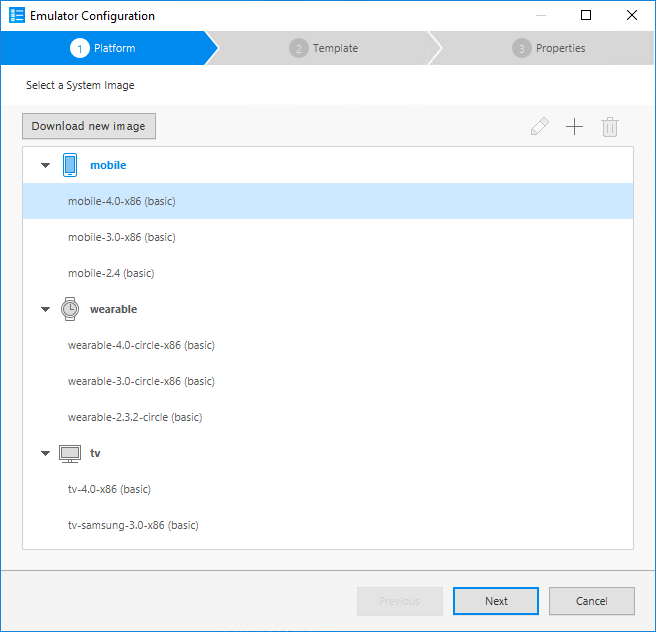 Emulator Configuration
1 Platform
2 Template
3 Properties
Select a System Image
Download new image
mobile
mobile-4.0-x86 (basic)
mobile-3.0-x86 (basic)
mobile-2.4 (basic)
wearable
wearable-4.0-circle-x86 (basic)
wearable-3.0-circle-x86 (basic)
wearable-2.3.2-circle (basic)
tv
tv-4.0-x86 (basic)
tv-samsung-3.0-x86 (basic)
Previous
Next
Cancel